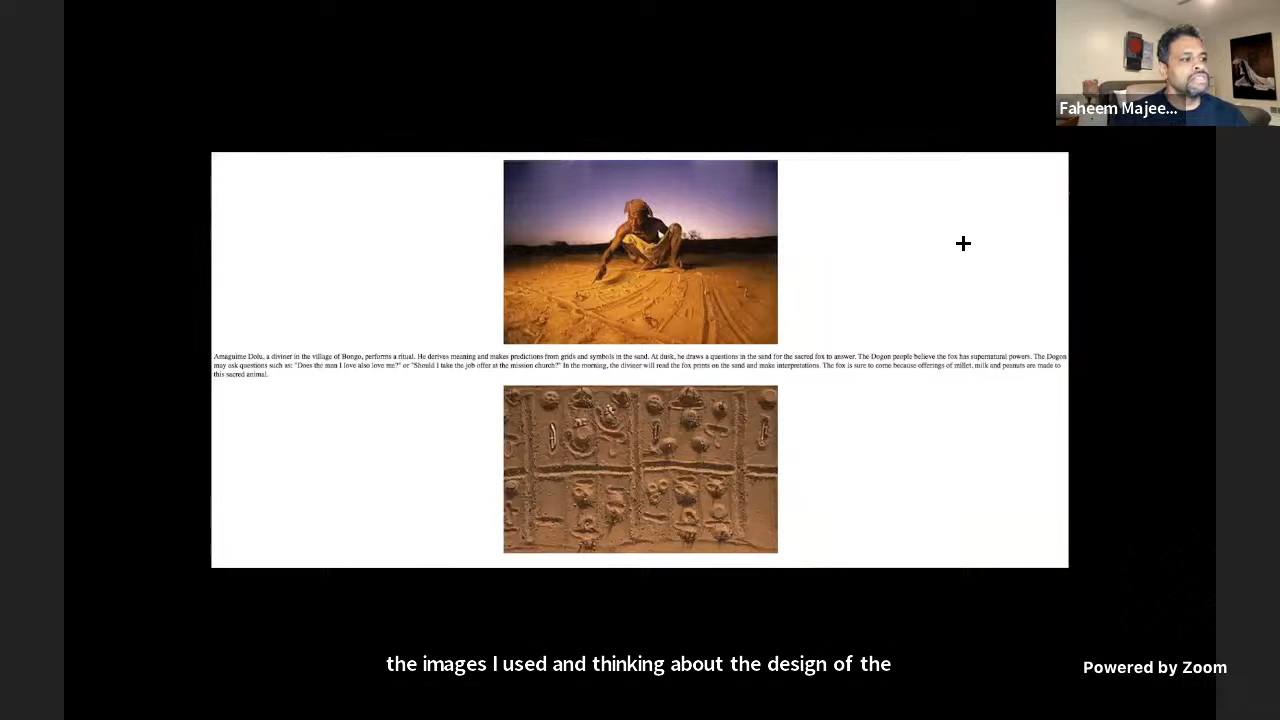 Faheem Majee...
Amaguime Dolu, a diviner in the village of Bongo, performs a ritual. He derives meaning and makes predictions from grids and symbols in the sand. At dusk, he draws a questions in the sand for the sacred fox to answer. The Dogon people believe the fox has supernatural powers. The Dogon
may ask questions such as: "Does the man I love also love me?" or "Should I take the job offer at the mission church?" In the morning, the diviner will read the fox prints on the sand and make interpretations. The fox is sure to come because offerings of millet, milk and peanuts are made to
this sacred animal.
the images I used and thinking about the design of the
Powered by Zoom